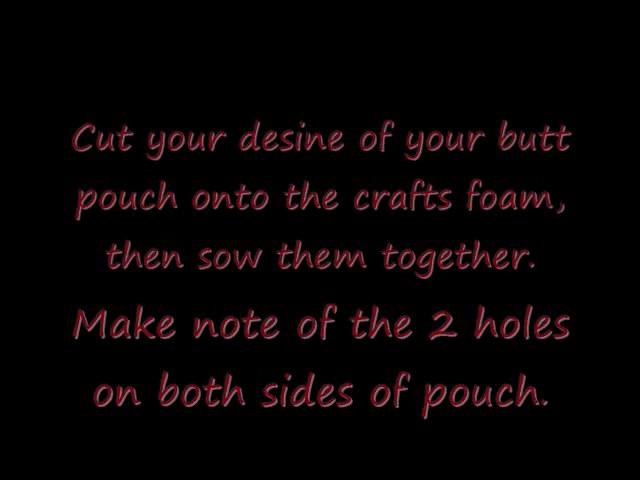 Cut your desine of your butt
pouch onto the crafts foam,
then sow them together.
Make note of the 2 holes
on both sides of pouch.